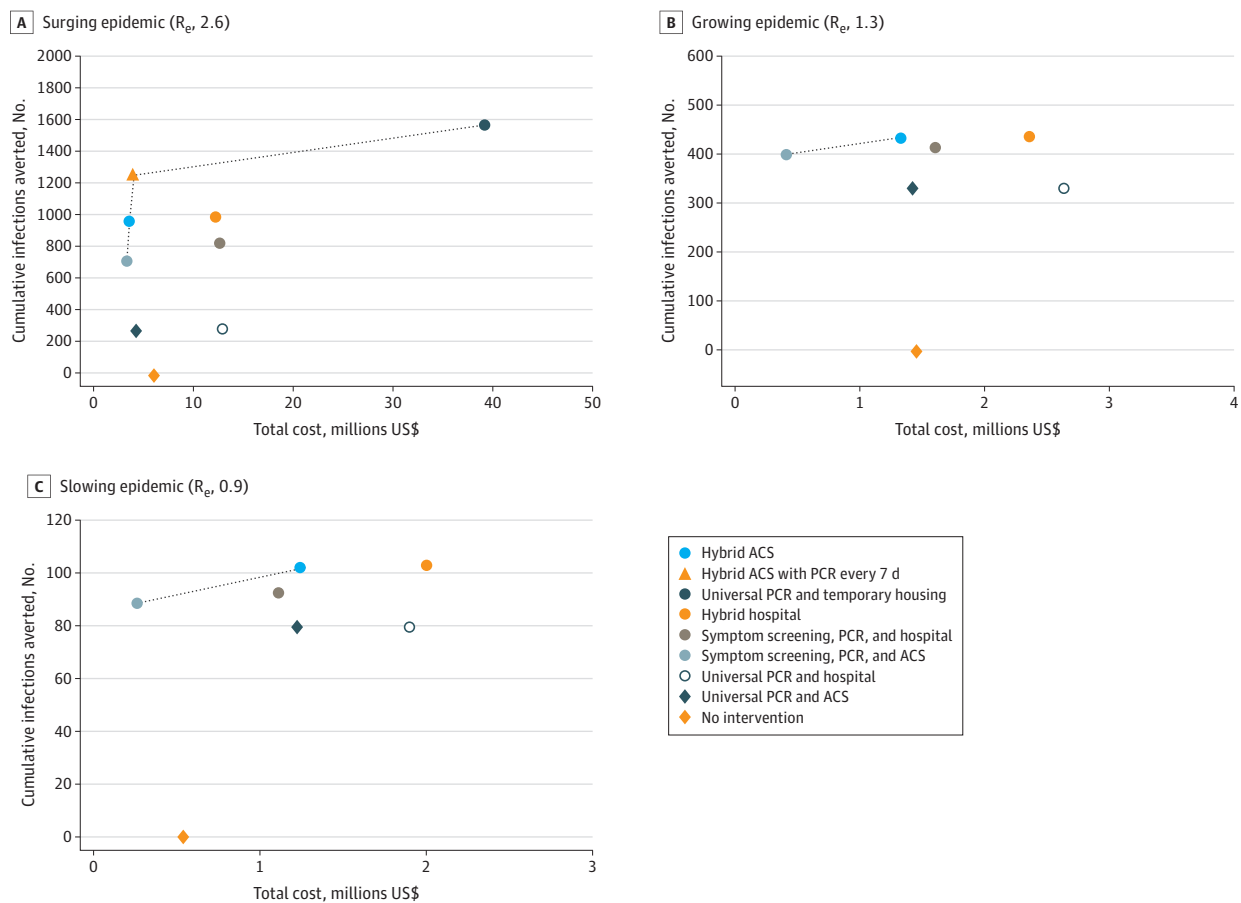 A Surging epidemic (Re, 2.6)
2000
1800
1600
1400
1200
1000
800
600
400
200
0
Cumulative infections averted, No.
0 10 20 30 40 50
Total cost, millions US$
B Growing epidemic (Re, 1.3)
600
500
400
300
200
100
0
Cumulative infections averted, No.
0 1 2 3 4
Total cost, millions US$
C Slowing epidemic (Re, 0.9)
120
100
80
60
40
20
0
Cumulative infections averted, No.
0 1 2 3
Total cost, millions US$
Hybrid ACS
Hybrid ACS with PCR every 7 d
Universal PCR and temporary housing
Hybrid hospital
Symptom screening, PCR, and hospital
Symptom screening, PCR, and ACS
Universal PCR and hospital
Universal PCR and ACS
No intervention